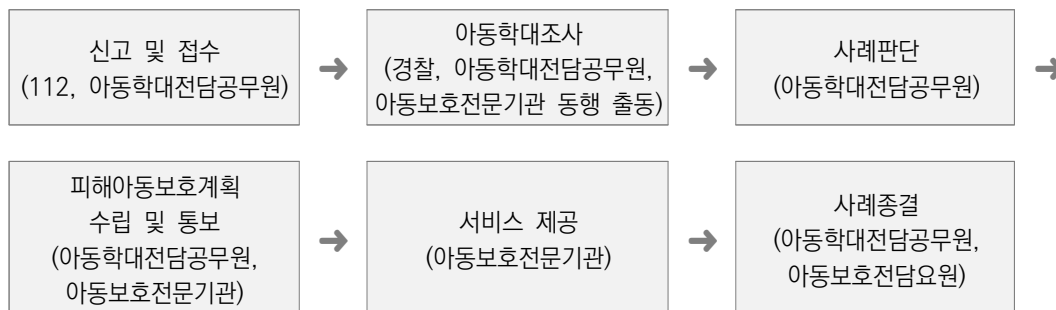 신고 및 접수
(112, 아동학대전담공무원)
➜
아동학대조사
(경찰, 아동학대전담공무원,
아동보호전문기관 동행 출동)
➜
사례판단
(아동학대전담공무원)
➜
피해아동보호계획
수립 및 통보
(아동학대전담공무원,
아동보호전문기관)
➜
서비스 제공
(아동보호전문기관)
➜
사례종결
(아동학대전담공무원,
아동보호전담요원)